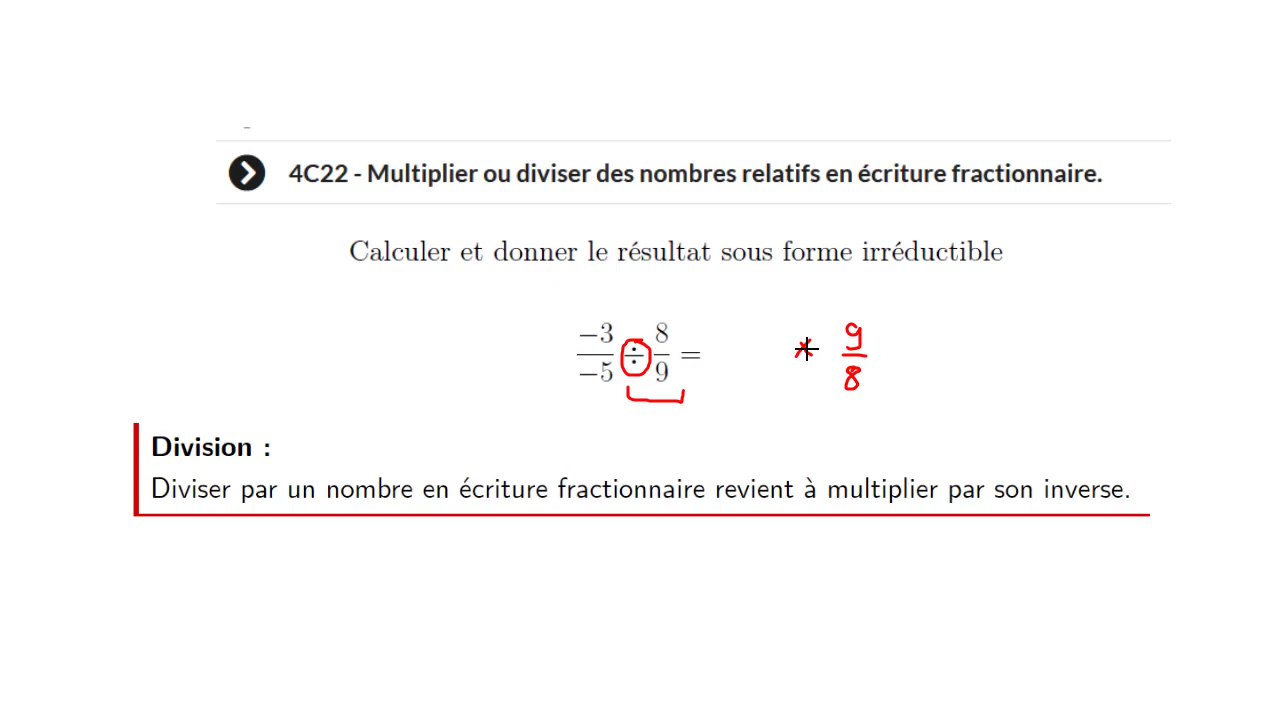 4C22 - Multiplier ou diviser des nombres relatifs en écriture fractionnaire.
Calculer et donner le résultat sous forme irréductible
−3/−5 ÷ 8/9 = × 9/8
Division :
Diviser par un nombre en écriture fractionnaire revient à multiplier par son inverse.